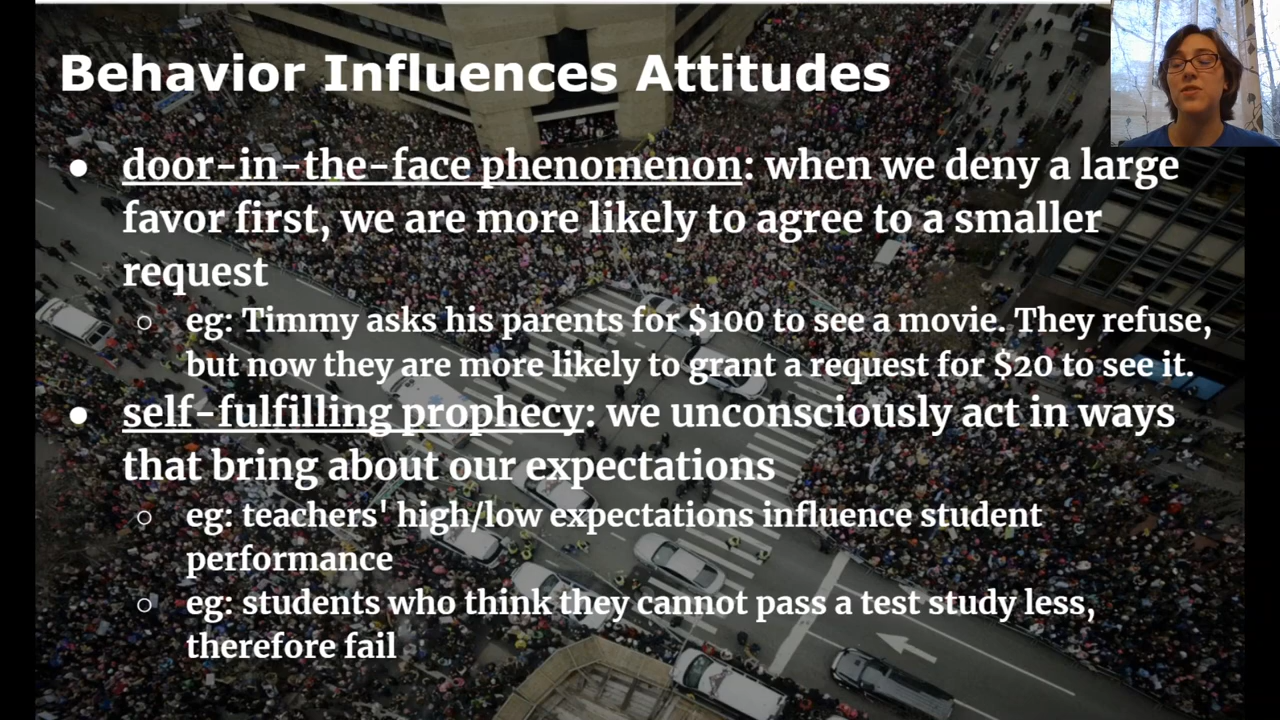 Behavior Influences Attitudes
● door-in-the-face phenomenon: when we deny a large
favor first, we are more likely to agree to a smaller
request
○ eg: Timmy asks his parents for $100 to see a movie. They refuse,
but now they are more likely to grant a request for $20 to see it.
● self-fulfilling prophecy: we unconsciously act in ways
that bring about our expectations
○ eg: teachers' high/low expectations influence student
performance
○ eg: students who think they cannot pass a test study less,
therefore fail